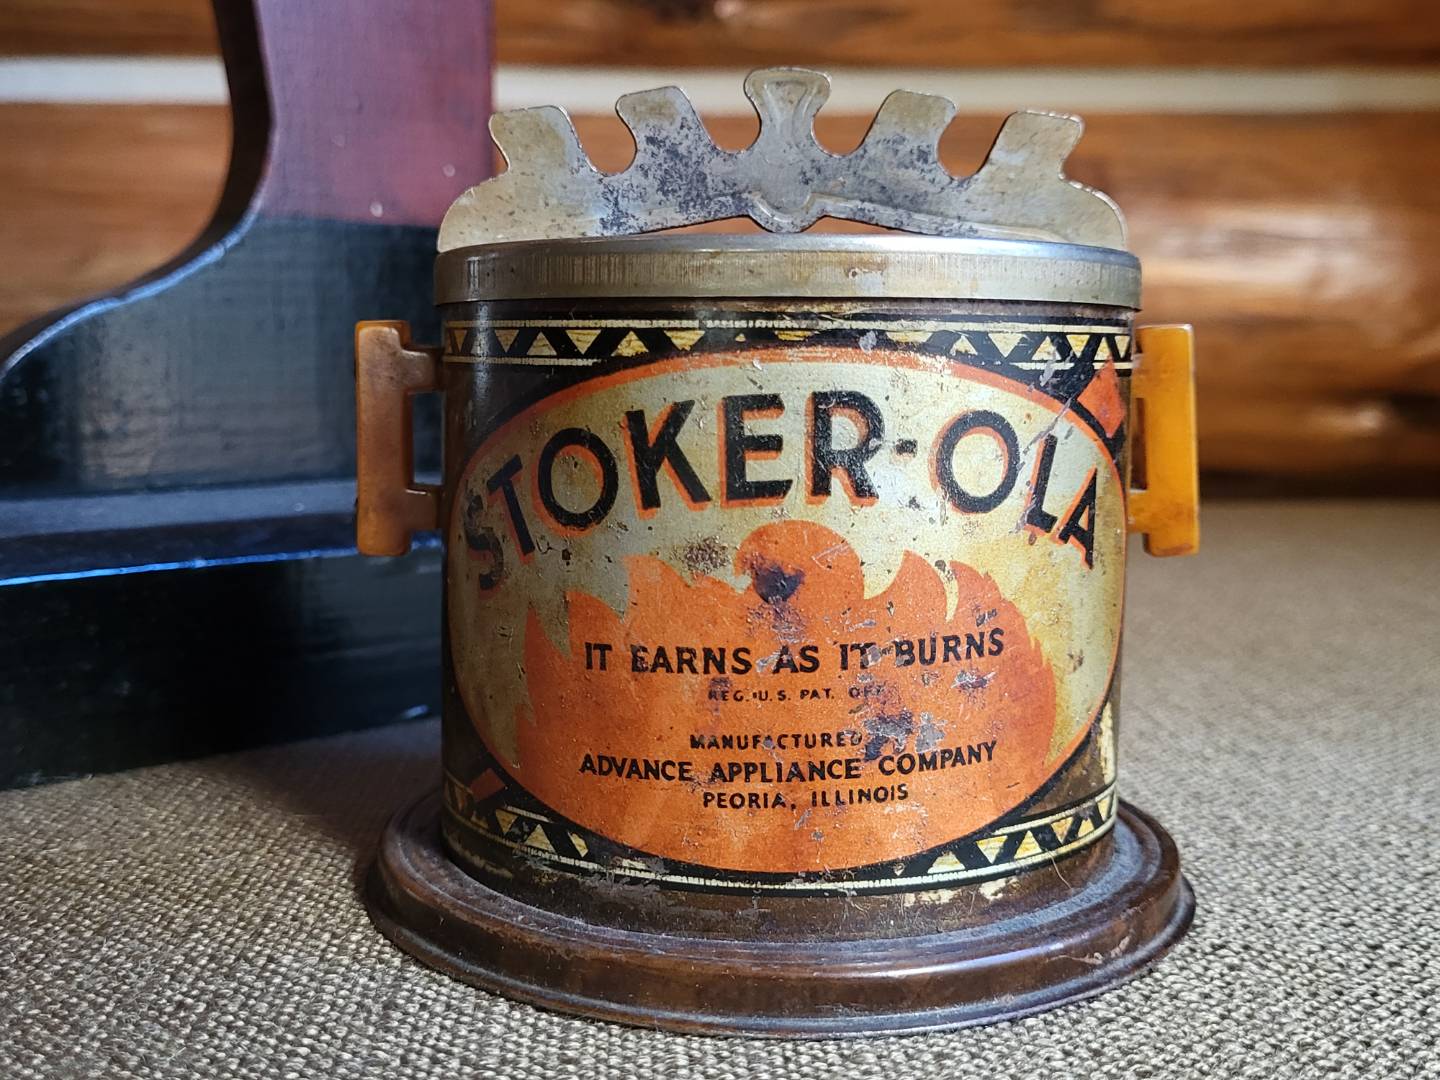 STOKER-OLA
IT EARNS AS IT BURNS
REG. U.S. PAT. OFF.
MANUFACTURED
ADVANCE APPLIANCE COMPANY
PEORIA, ILLINOIS